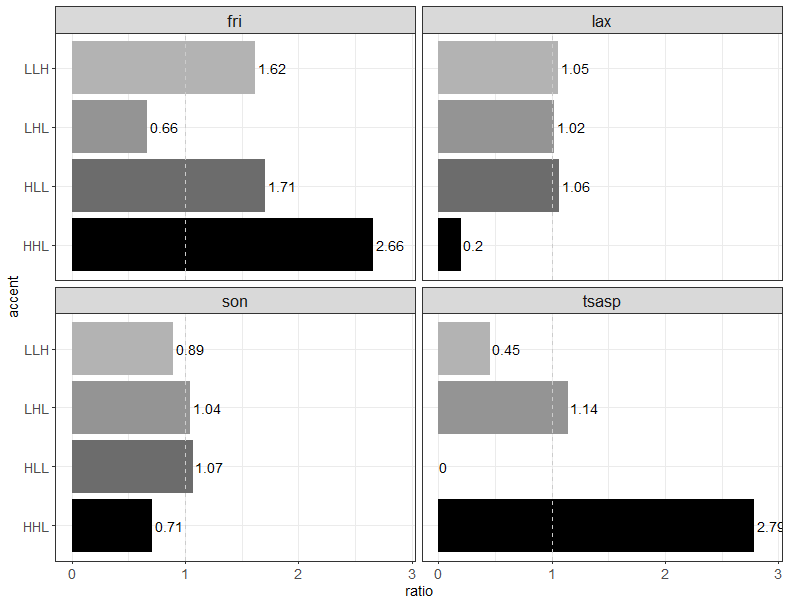 fri
lax
LLH 1.62 1.05
LHL 0.66 1.02
HLL 1.71 1.06
HHL 2.66 0.2
accent
son
tsasp
LLH 0.89 0.45
LHL 1.04 1.14
HLL 1.07 0
HHL 0.71 2.79
0 1 2 3 0 1 2 3
ratio